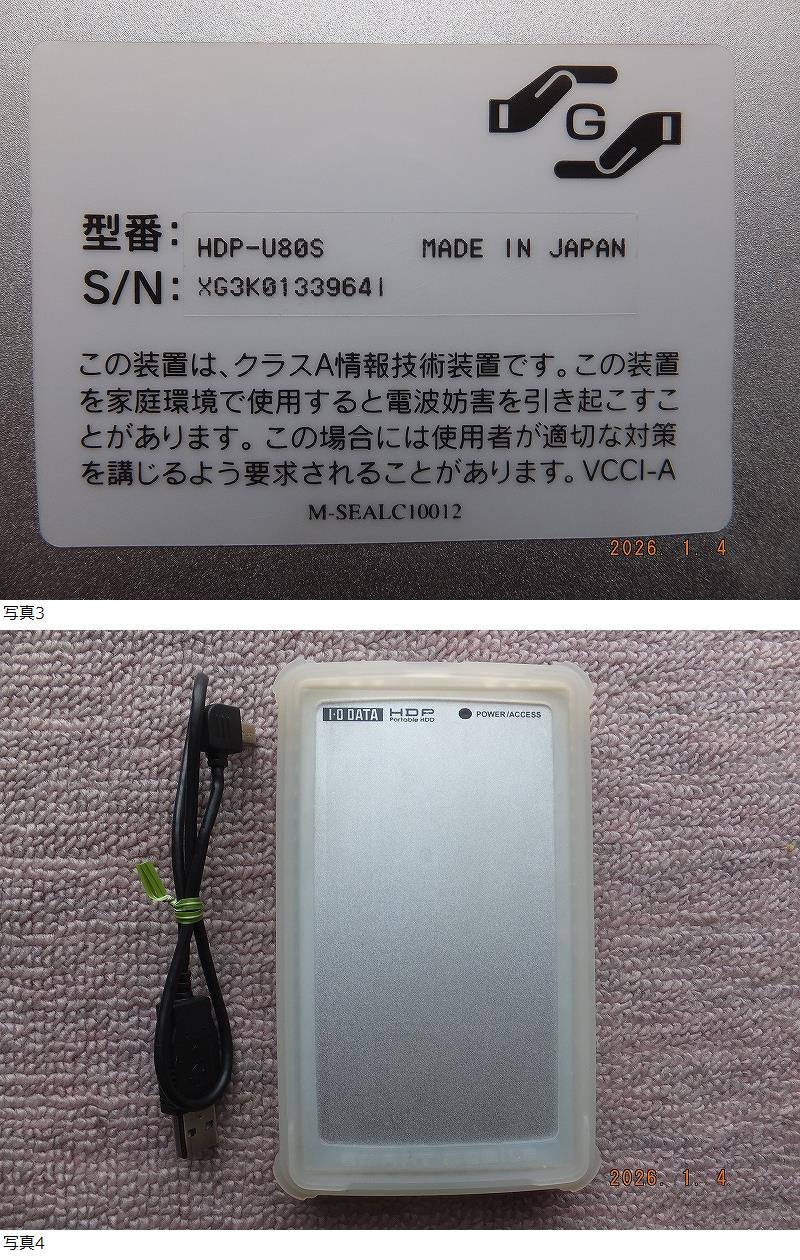 G
型番: HDP-U80S MADE IN JAPAN
S/N: XG3K0133964I
この装置は、クラスA情報技術装置です。この装置
を家庭環境で使用すると電波妨害を引き起こすこ
とがあります。この場合には使用者が適切な対策
を講じるよう要求されることがあります。VCCI-A
M-SEALC10012
2026. 1. 4
写真3
I-O DATA HDP POWER/ACCESS
Portable HDD
2026. 1. 4
写真4